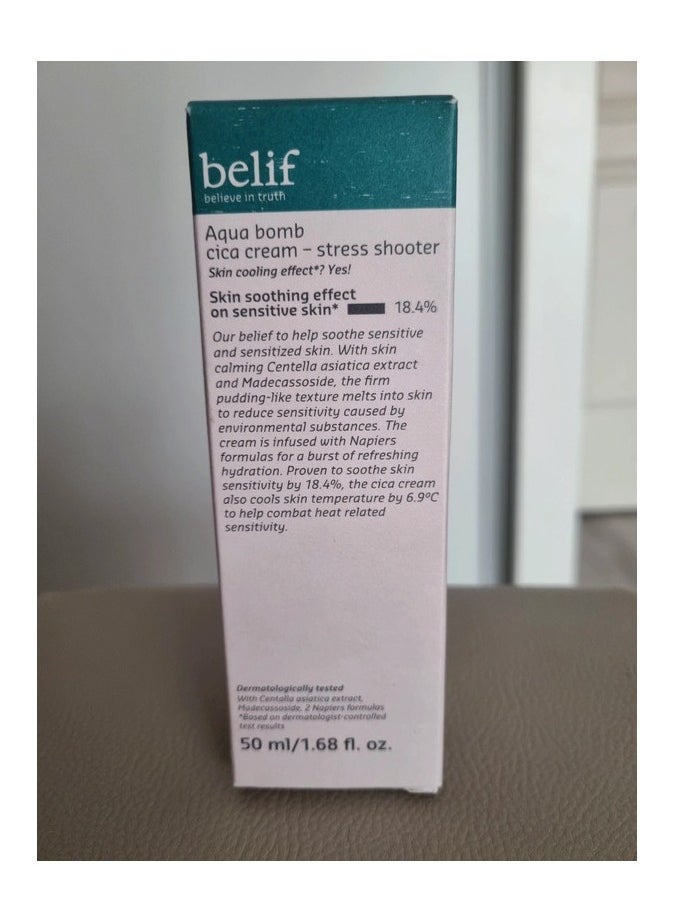 belif
believe in truth
Aqua bomb
cica cream – stress shooter
Skin cooling effect*? Yes!
Skin soothing effect
on sensitive skin* 18.4%
Our belief to help soothe sensitive
and sensitized skin. With skin
calming Centella asiatica extract
and Madecassoside, the firm
pudding-like texture melts into skin
to reduce sensitivity caused by
environmental substances. The
cream is infused with Napiers
formulas for a burst of refreshing
hydration. Proven to soothe skin
sensitivity by 18.4%, the cica cream
also cools skin temperature by 6.9ºC
to help combat heat related
sensitivity.
Dermatologically tested
With Centella asiatica extract,
Madecassoside, 2 Napiers formulas
*Based on dermatologist-controlled
test results
50 ml/1.68 fl. oz.